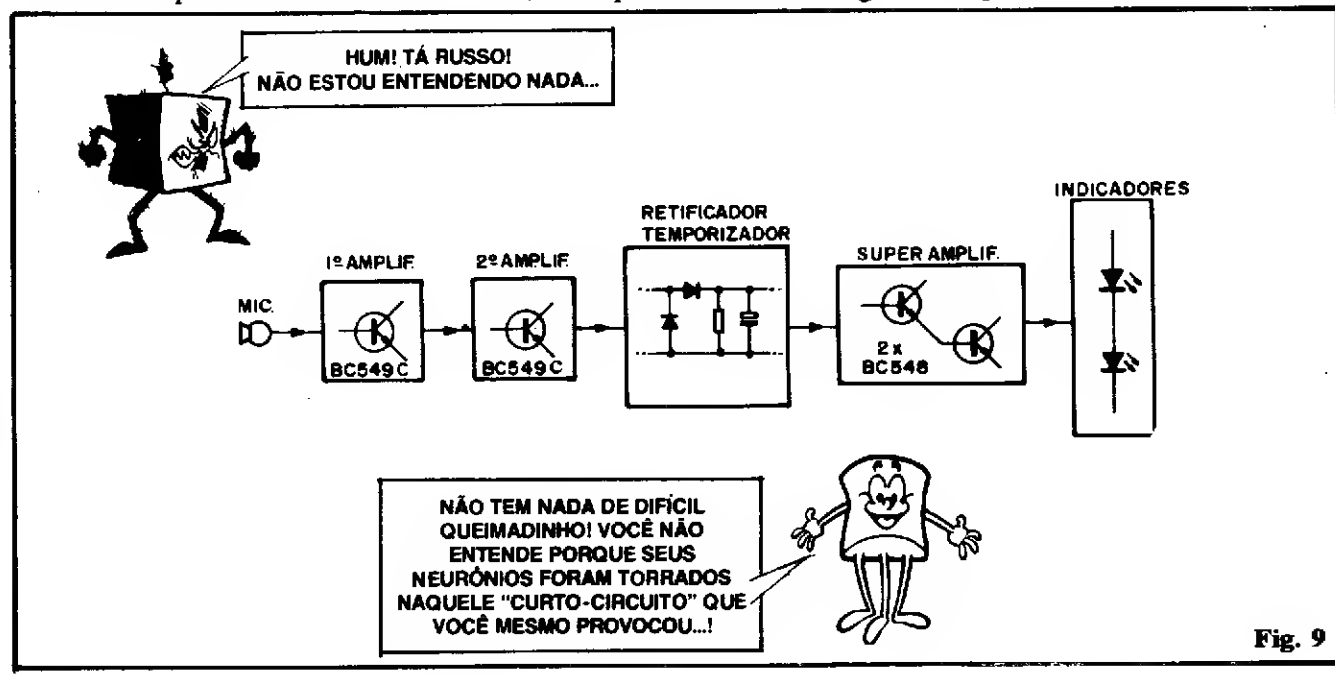 HUM! TÁ RUSSO!
NÃO ESTOU ENTENDENDO NADA...
INDICADORES
RETIFICADOR
TEMPORIZADOR
1º AMPLIF.
2º AMPLIF.
SUPER AMPLIF.
MIC.
BC549C
BC549C
2 x
BC548
NÃO TEM NADA DE DIFÍCIL
QUEIMADINHO! VOCÊ NÃO
ENTENDE PORQUE SEUS
NEURÔNIOS FORAM TORRADOS
NAQUELE "CURTO-CIRCUITO" QUE
VOCÊ MESMO PROVOCOU...!
Fig. 9